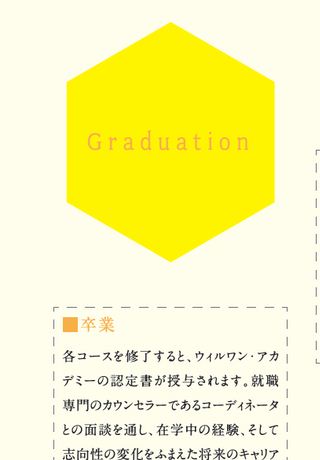 Graduation
■卒業
各コースを修了すると、ウィルワン・アカ
デミーの認定書が授与されます。就職
専門のカウンセラーであるコーディネータ
との面談を通し、在学中の経験、そして
志向性の変化をふまえた将来のキャリア